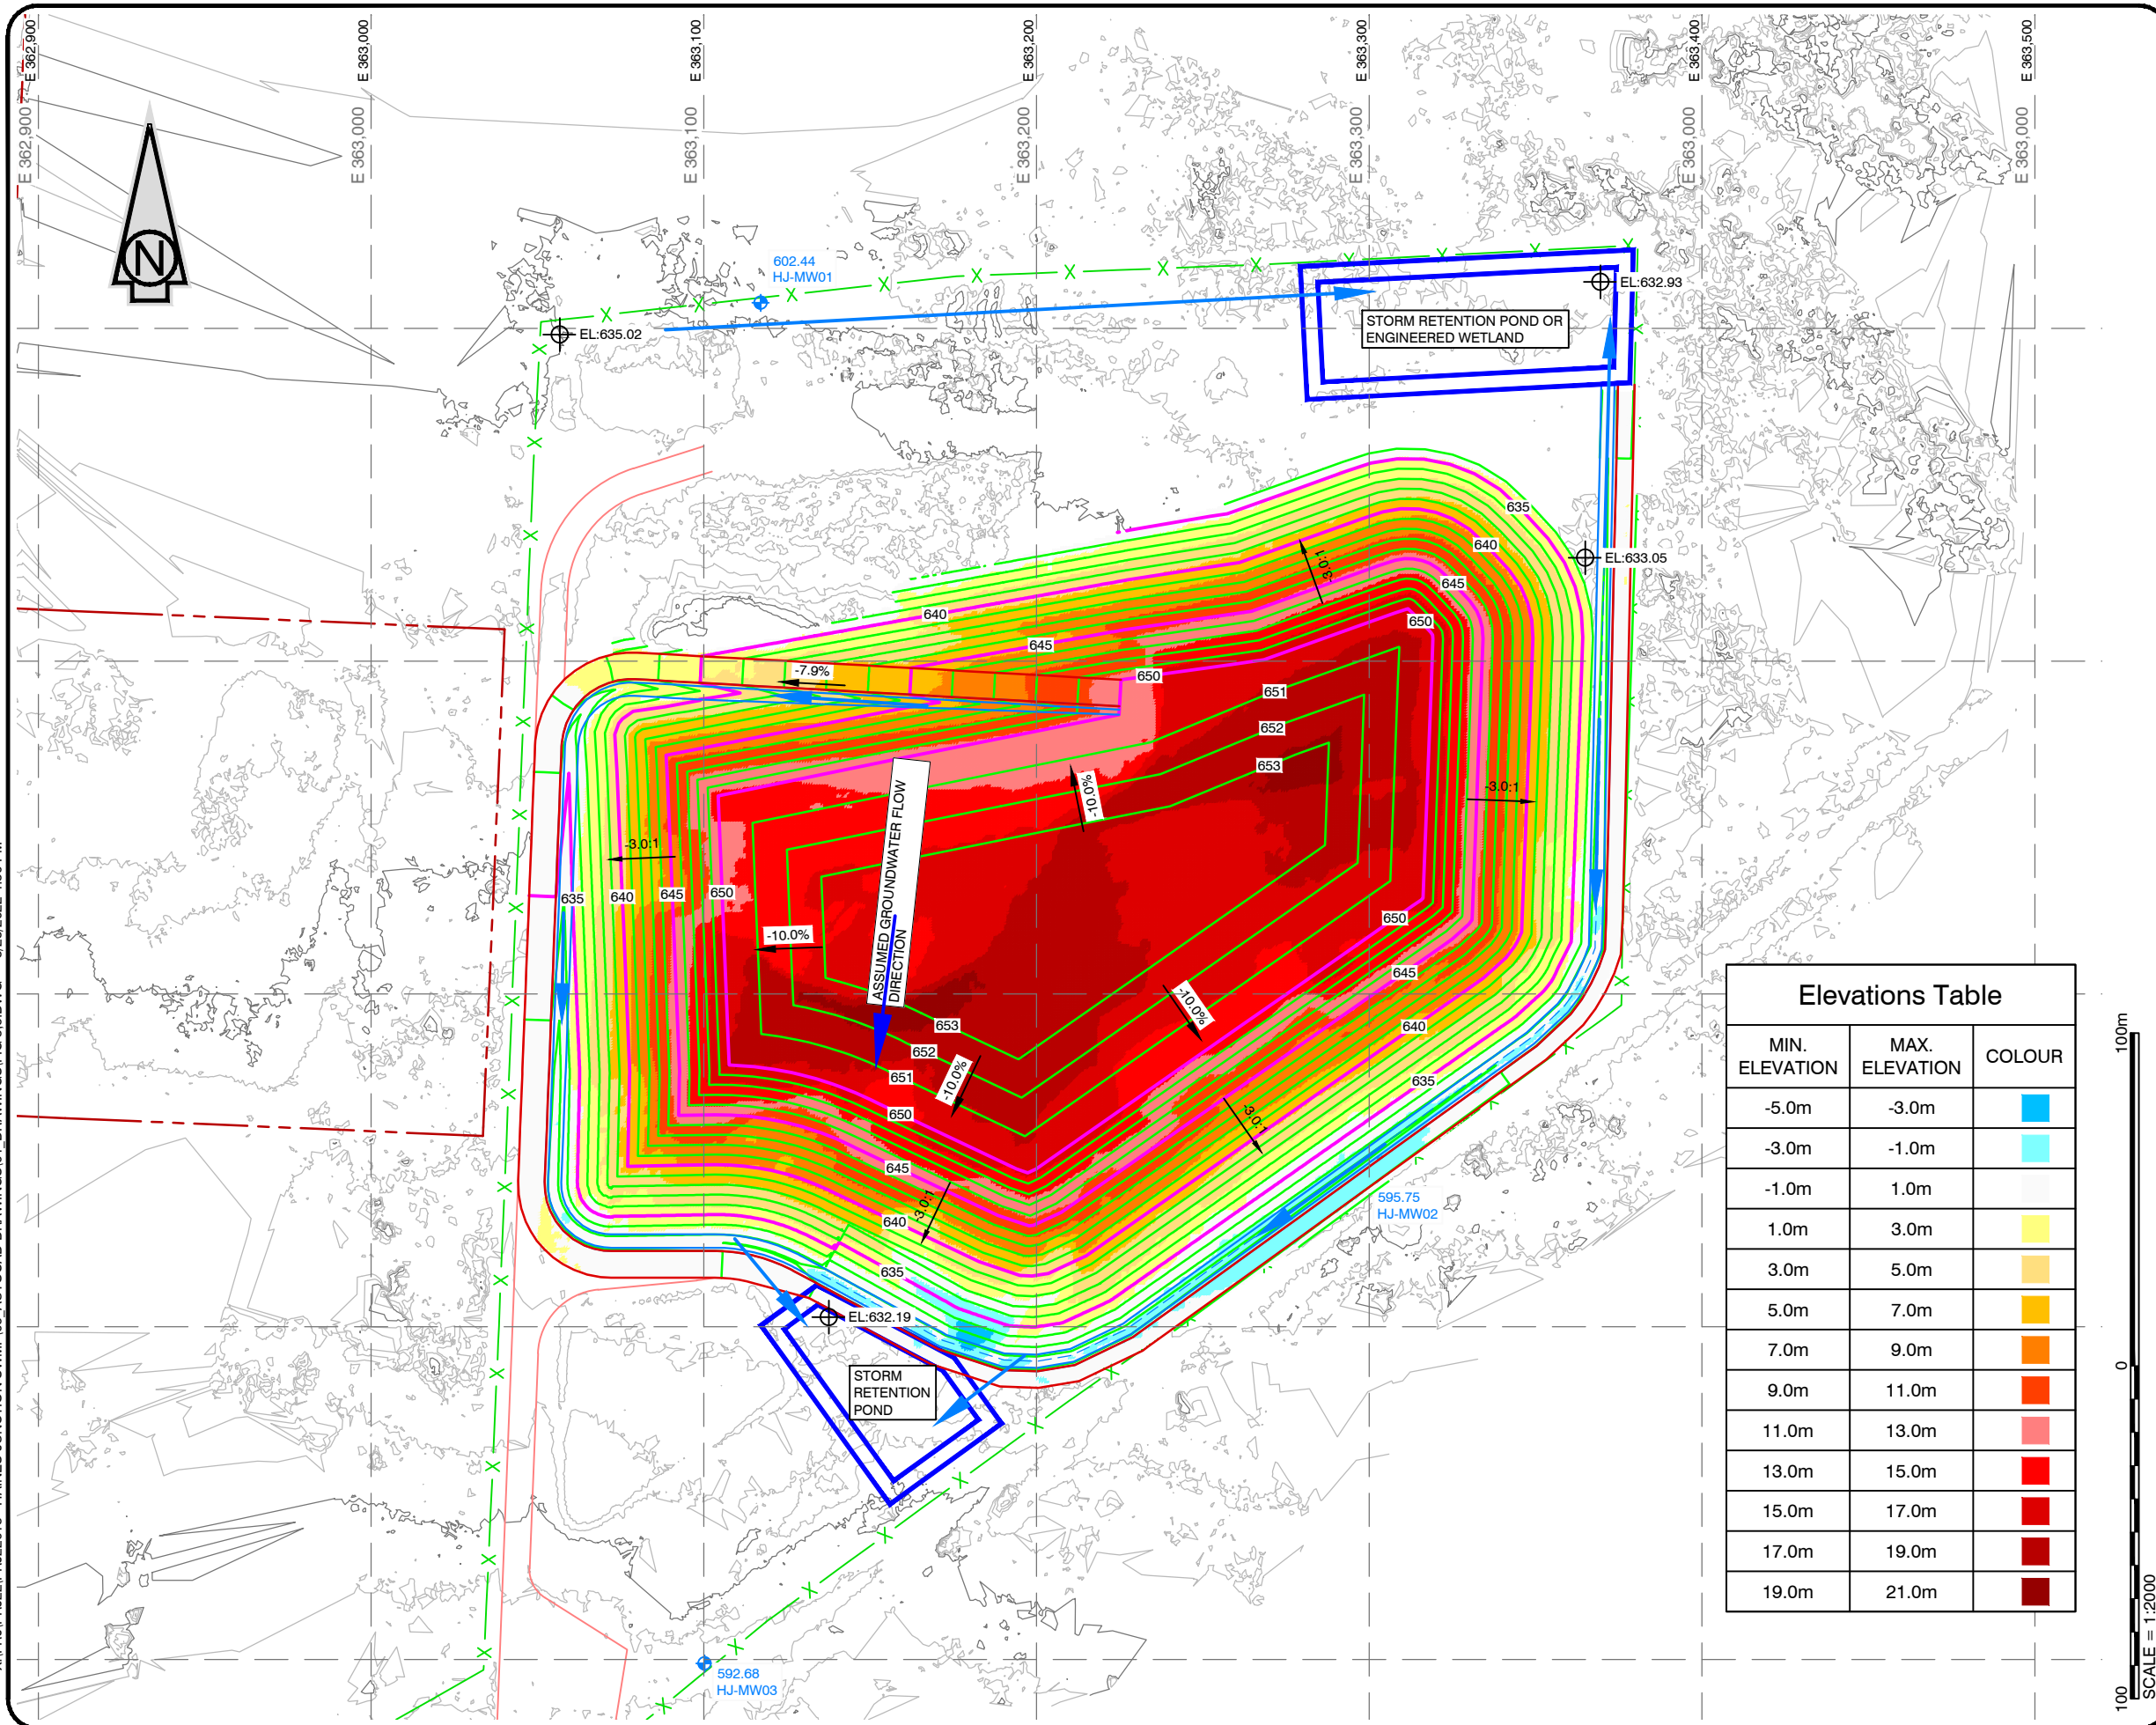 E 362,900
E 363,000
E 363,100
E 363,200
E 363,300
E 363,400
E 363,500
E 362,900
E 363,000
E 363,100
E 363,200
E 363,300
E 363,000
E 363,000
N
602.44
HJ-MW01
EL:635.02
EL:632.93
STORM RETENTION POND OR
ENGINEERED WETLAND
635
640
-3.0:1
EL:633.05
645
640
650
645
-7.9%
650
651
652
653
-10.0%
-3.0:1
-3.0:1
ASSUMED GROUNDWATER FLOW
DIRECTION
635
640
645
650
650
-10.0%
645
-10.0%
653
640
652
-10.0%
651
635
650
-3.0:1
645
-3.0:1
640
595.75
HJ-MW02
635
EL:632.19
STORM
RETENTION
POND
592.68
HJ-MW03
Elevations Table
MIN.
ELEVATION
MAX.
ELEVATION
COLOUR
-5.0m -3.0m
-3.0m -1.0m
-1.0m 1.0m
1.0m 3.0m
3.0m 5.0m
5.0m 7.0m
7.0m 9.0m
9.0m 11.0m
11.0m 13.0m
13.0m 15.0m
15.0m 17.0m
17.0m 19.0m
19.0m 21.0m
100m
0
100
SCALE = 1:2000